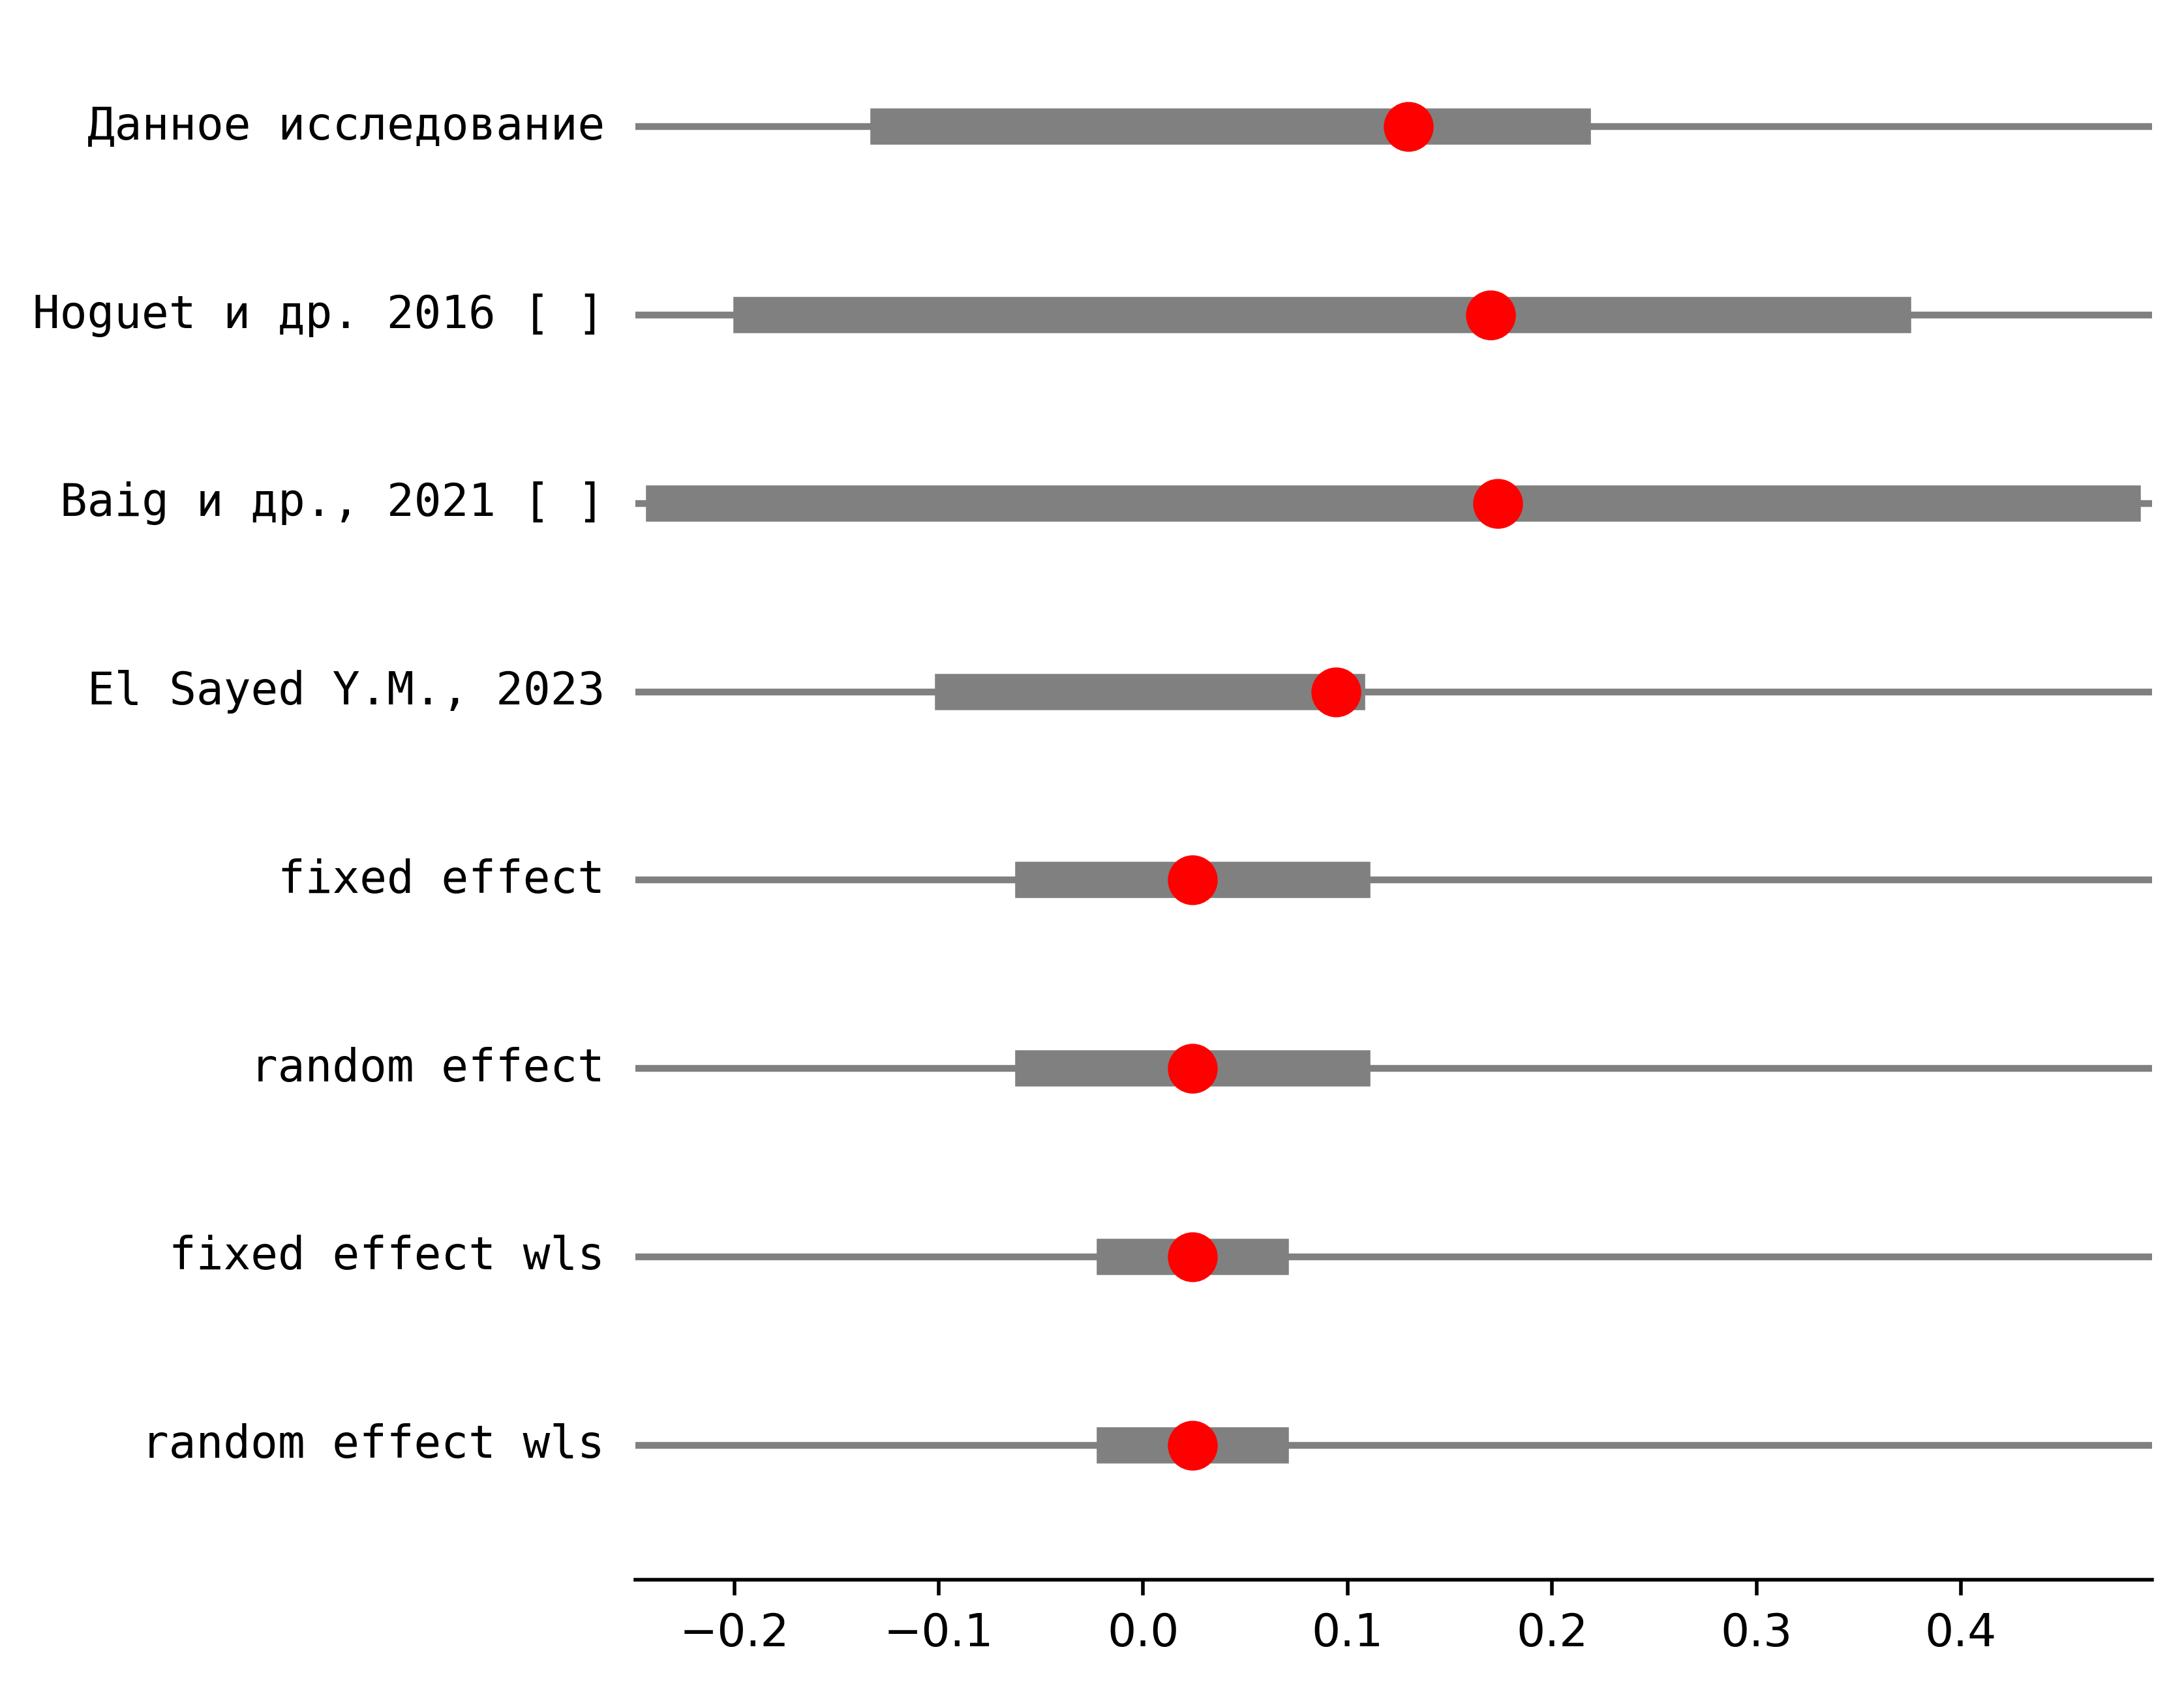 Данное исследование
Hoguet и др. 2016 [ ]
Baig и др., 2021 [ ]
El Sayed Y.M., 2023
fixed effect
random effect
fixed effect wls
random effect wls
−0.2 −0.1 0.0 0.1 0.2 0.3 0.4